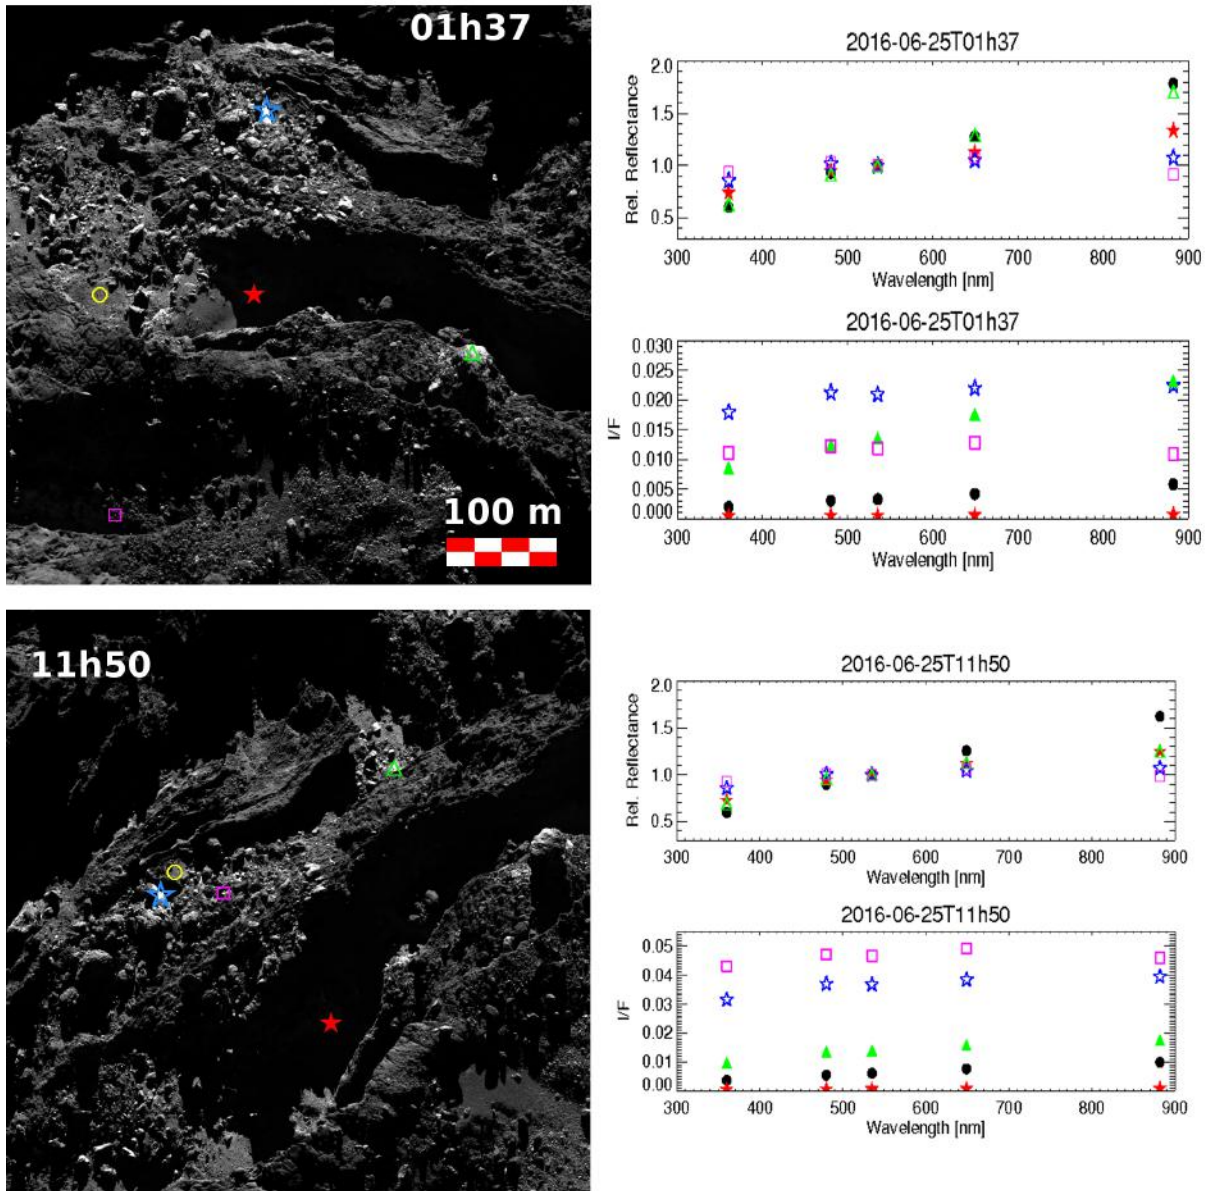 01h37
100 m
2016-06-25T01h37
2.0
1.5
1.0
0.5
Rel. Reflectance
300 400 500 600 700 800 900
Wavelength [nm]
2016-06-25T01h37
0.030
0.025
0.020
0.015
0.010
0.005
0.000
I/F
300 400 500 600 700 800 900
Wavelength [nm]
11h50
2016-06-25T11h50
2.0
1.5
1.0
0.5
Rel. Reflectance
300 400 500 600 700 800 900
Wavelength [nm]
2016-06-25T11h50
0.05
0.04
0.03
0.02
0.01
0.00
I/F
300 400 500 600 700 800 900
Wavelength [nm]